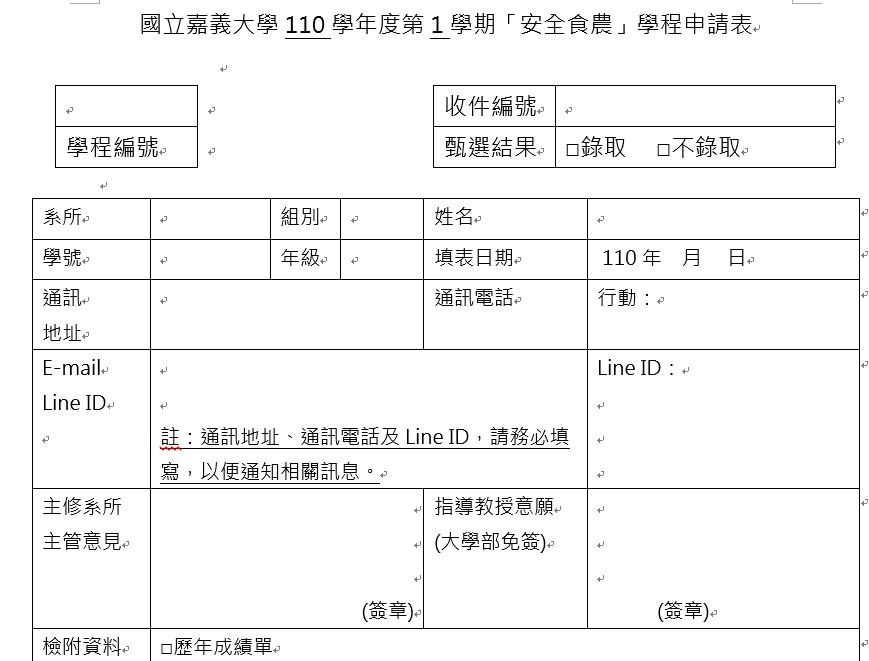 國立嘉義大學 110 學年度第 1 學期「安全食農」學程申請表
學程編號
收件編號
甄選結果 □錄取 □不錄取
系所 組別 姓名
學號 年級 填表日期 110 年 月 日
通訊
地址
通訊電話 行動：
E-mail
Line ID
註：通訊地址、通訊電話及 Line ID，請務必填
寫，以便通知相關訊息。
Line ID：
主修系所
主管意見
(簽章)
指導教授意願
(大學部免簽)
(簽章)
檢附資料 □歷年成績單